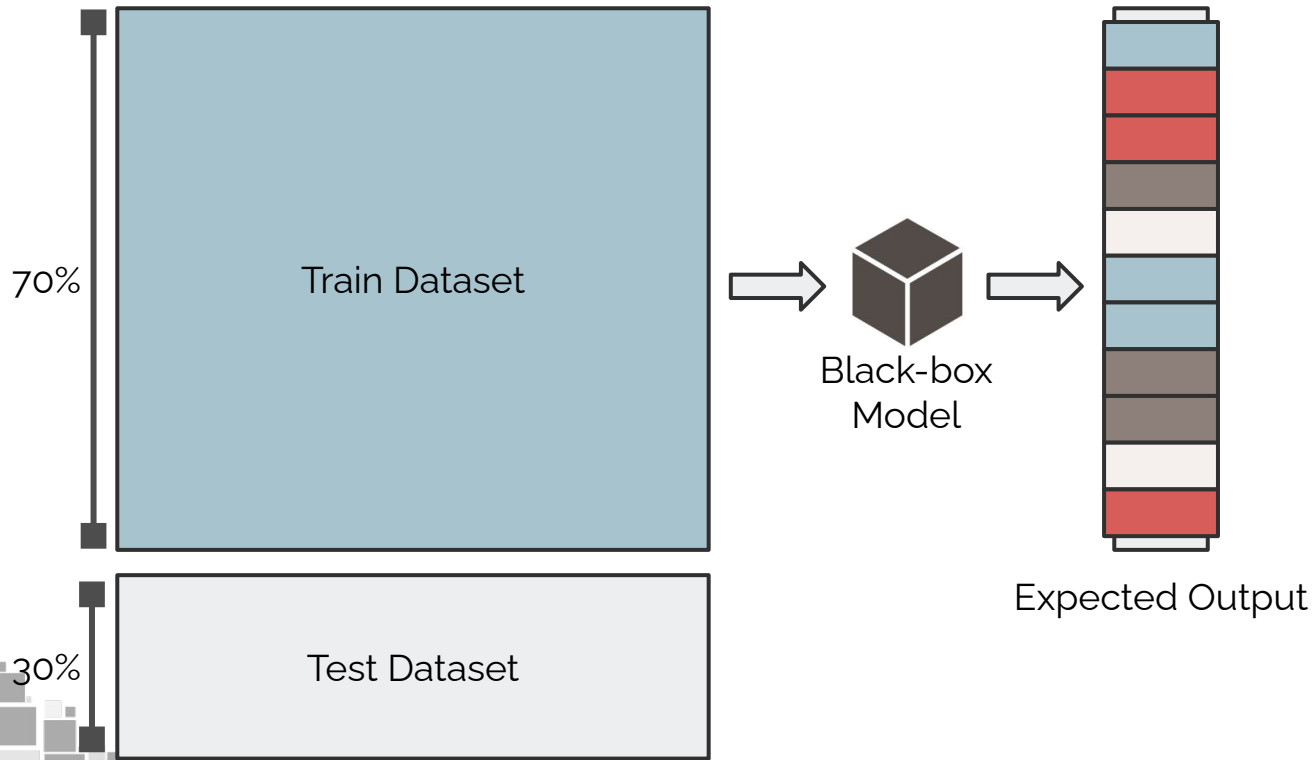 70%
Train Dataset
Black-box
Model
Expected Output
30%
Test Dataset